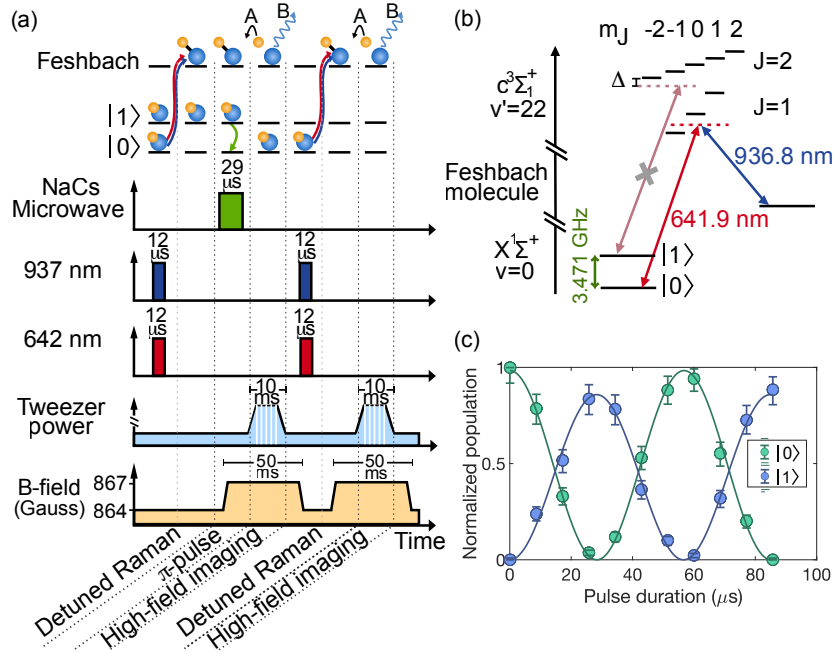 (a)
A B A B
Feshbach
|1⟩
|0⟩
29
μs
NaCs
Microwave
12 12
μs μs
937 nm
12 12
μs μs
642 nm
10 10
ms ms
Tweezer
power
50 50
ms ms
B-field
(Gauss)
867
864
Time
Detuned Raman
π-pulse
High-field imaging
Detuned Raman
High-field imaging
(b)
m_J -2 -1 0 1 2
c³Σ₁⁺
v'=22
Δ
J=2
J=1
936.8 nm
Feshbach
molecule
641.9 nm
X¹Σ⁺
v=0
3.471 GHz
|1⟩
|0⟩
(c)
Normalized population
1
0.5
0
|0⟩
|1⟩
0 20 40 60 80 100
Pulse duration (μs)